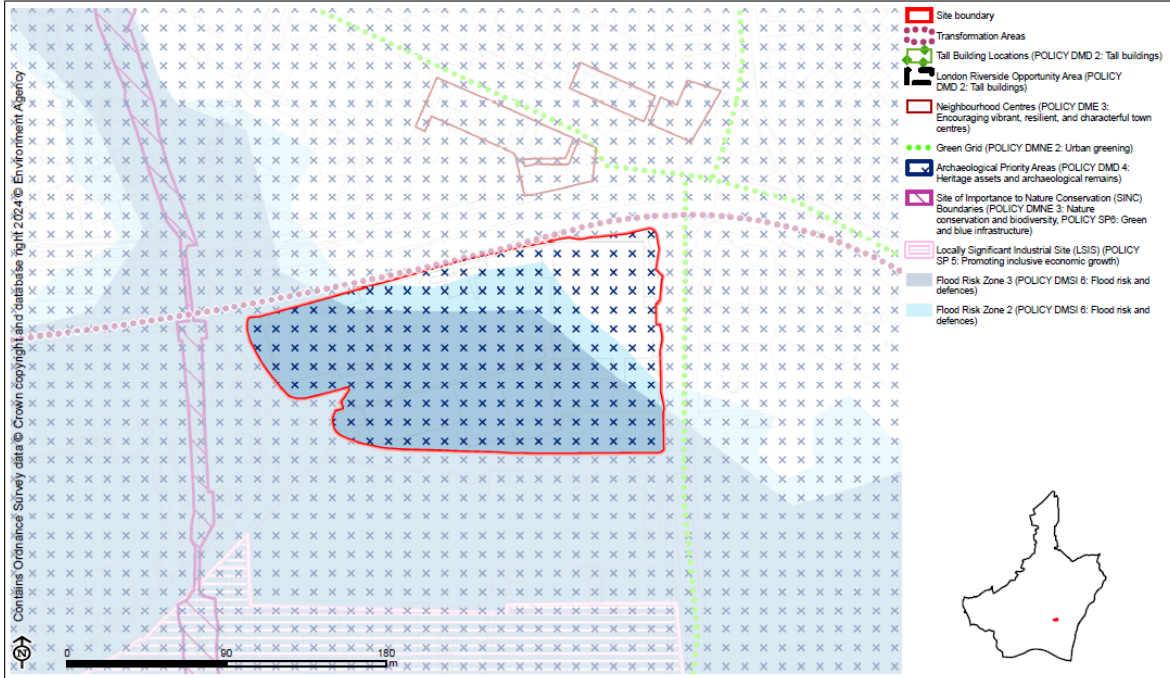 Contains Ordnance Survey data © Crown copyright and database right 2024 © Environment Agency
N
0
90
180
m
Site boundary
Transformation Areas
Tall Building Locations (POLICY DMD 2: Tall buildings)
London Riverside Opportunity Area (POLICY
DMD 2: Tall buildings)
Neighbourhood Centres (POLICY DME 3:
Encouraging vibrant, resilient, and characterful town
centres)
Green Grid (POLICY DMNE 2: Urban greening)
Archaeological Priority Areas (POLICY DMD 4:
Heritage assets and archaeological remains)
Site of Importance to Nature Conservation (SINC)
Boundaries (POLICY DMNE 3: Nature
conservation and biodiversity, POLICY SP6: Green
and blue infrastructure)
Locally Significant Industrial Site (LSIS) (POLICY
SP 5: Promoting inclusive economic growth)
Flood Risk Zone 3 (POLICY DMSI 6: Flood risk and
defences)
Flood Risk Zone 2 (POLICY DMSI 6: Flood risk and
defences)